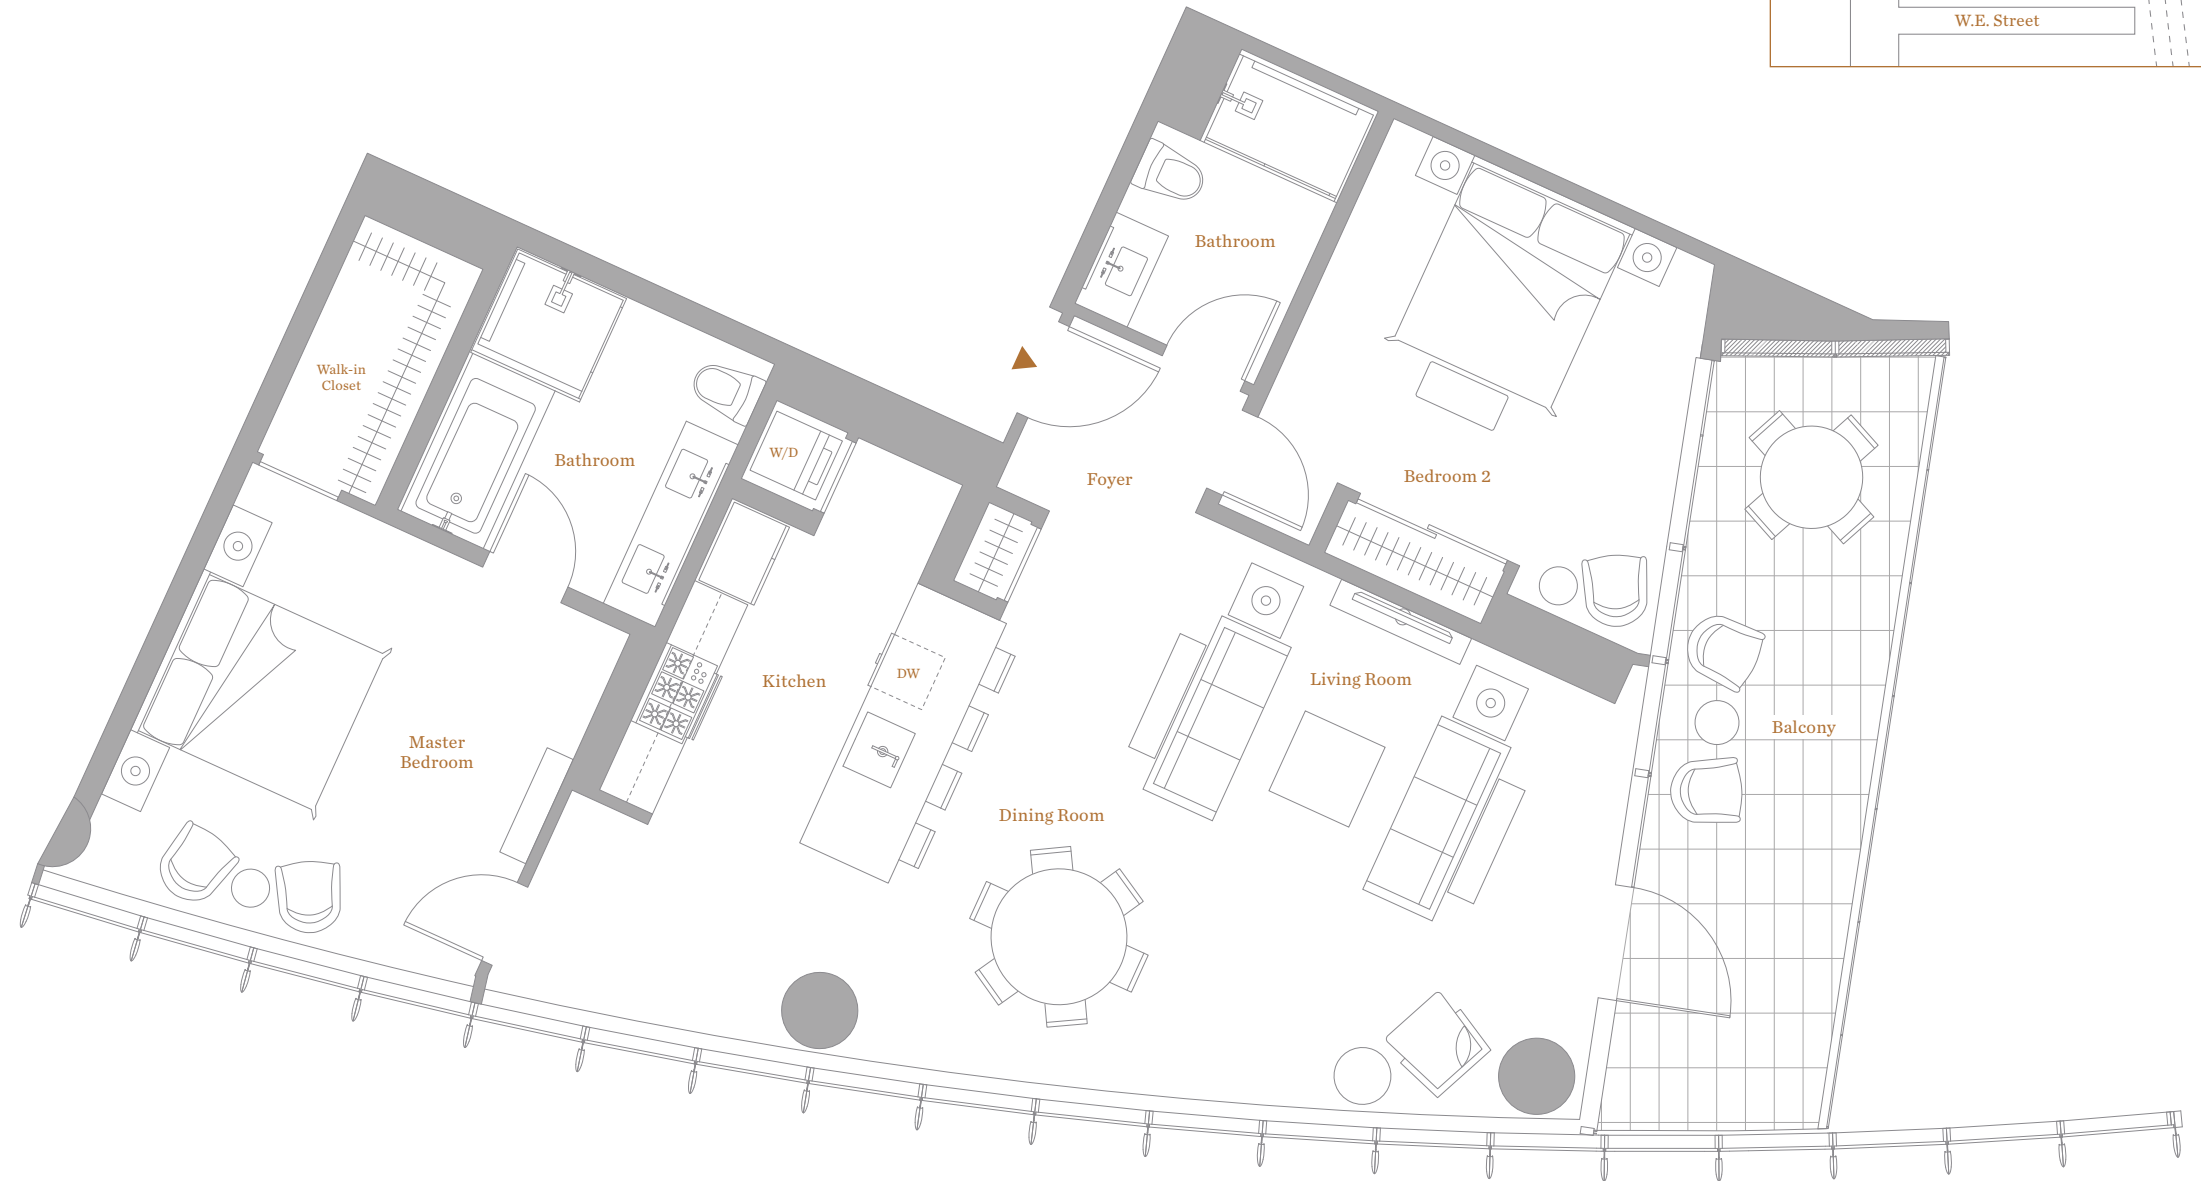 W.E. Street
Bathroom
Walk-in
Closet
Bathroom
W/D
Foyer
Bedroom 2
Kitchen
DW
Living Room
Master
Bedroom
Balcony
Dining Room